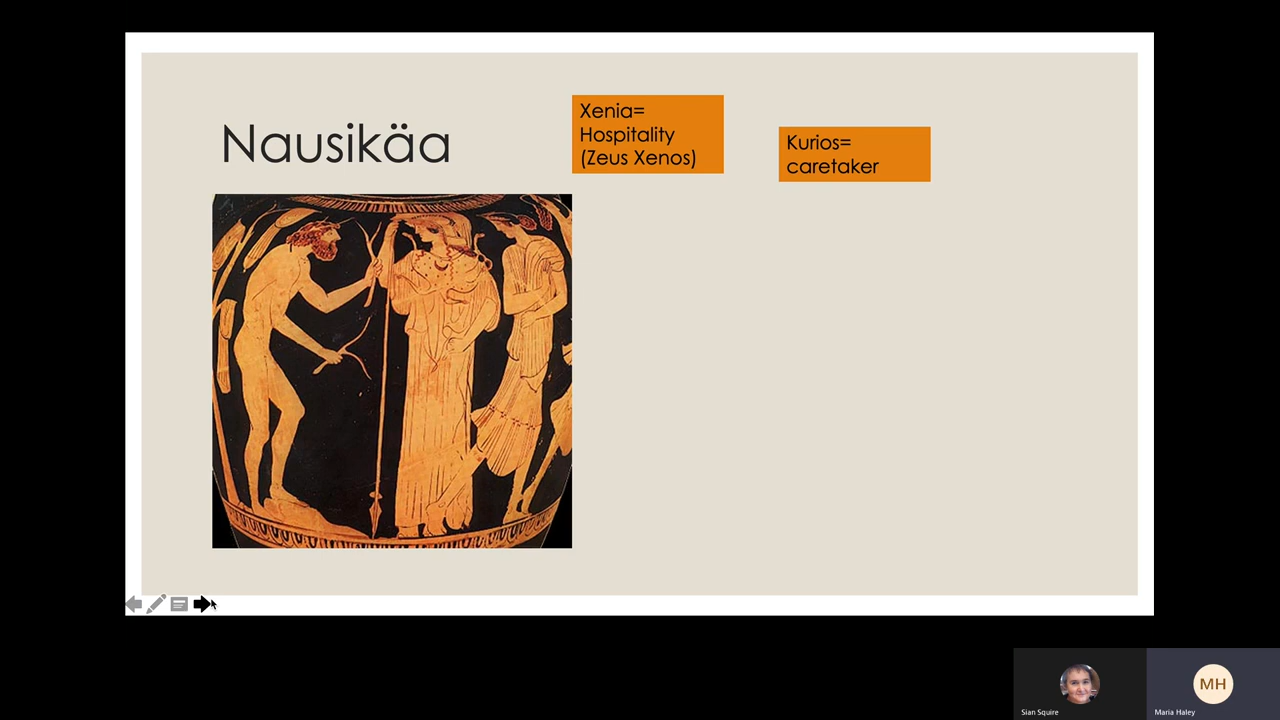 Nausikäa
Xenia=
Hospitality
(Zeus Xenos)
Kurios=
caretaker
Sian Squire
MH
Maria Haley